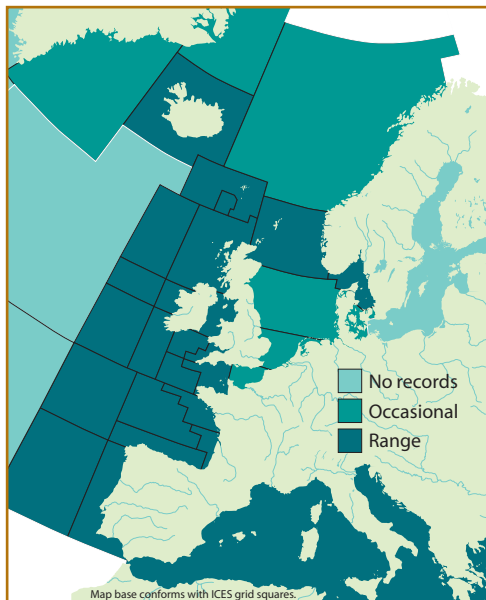 No records
Occasional
Range
Map base conforms with ICES grid squares.